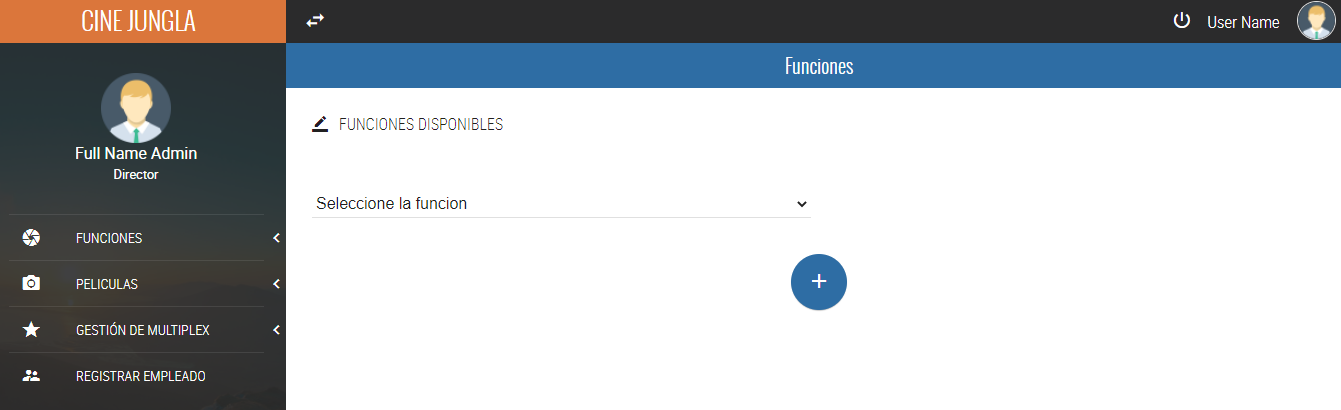 CINE JUNGLA
User Name
Funciones
Full Name Admin
Director
FUNCIONES
PELICULAS
GESTIÓN DE MULTIPLEX
REGISTRAR EMPLEADO
FUNCIONES DISPONIBLES
Seleccione la funcion
+